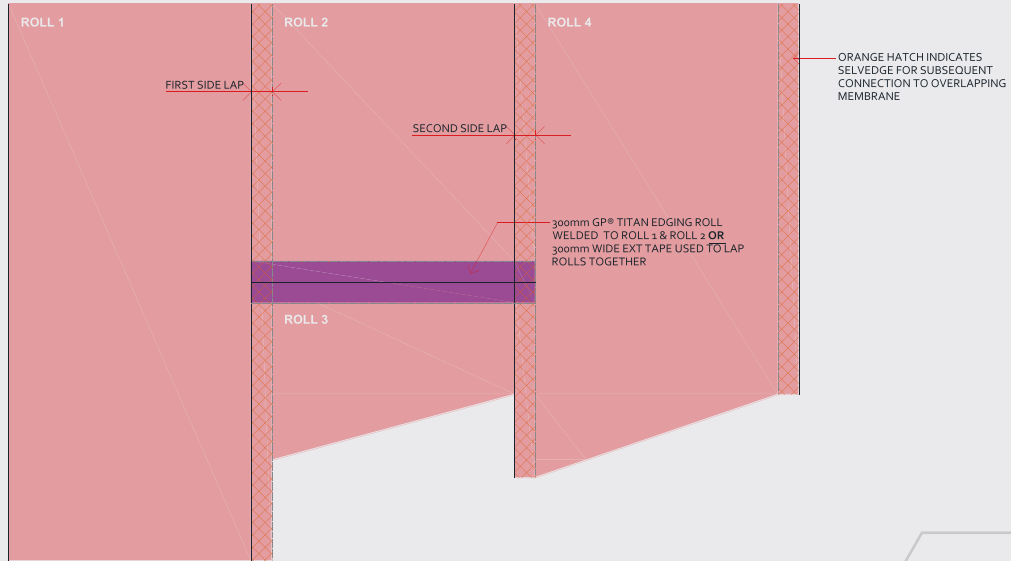 ROLL 1
ROLL 2
ROLL 4
ORANGE HATCH INDICATES
SELVEDGE FOR SUBSEQUENT
CONNECTION TO OVERLAPPING
MEMBRANE
FIRST SIDE LAP
SECOND SIDE LAP
300mm GP® TITAN EDGING ROLL
WELDED TO ROLL 1 & ROLL 2 OR
300mm WIDE EXT TAPE USED TO LAP
ROLLS TOGETHER
ROLL 3